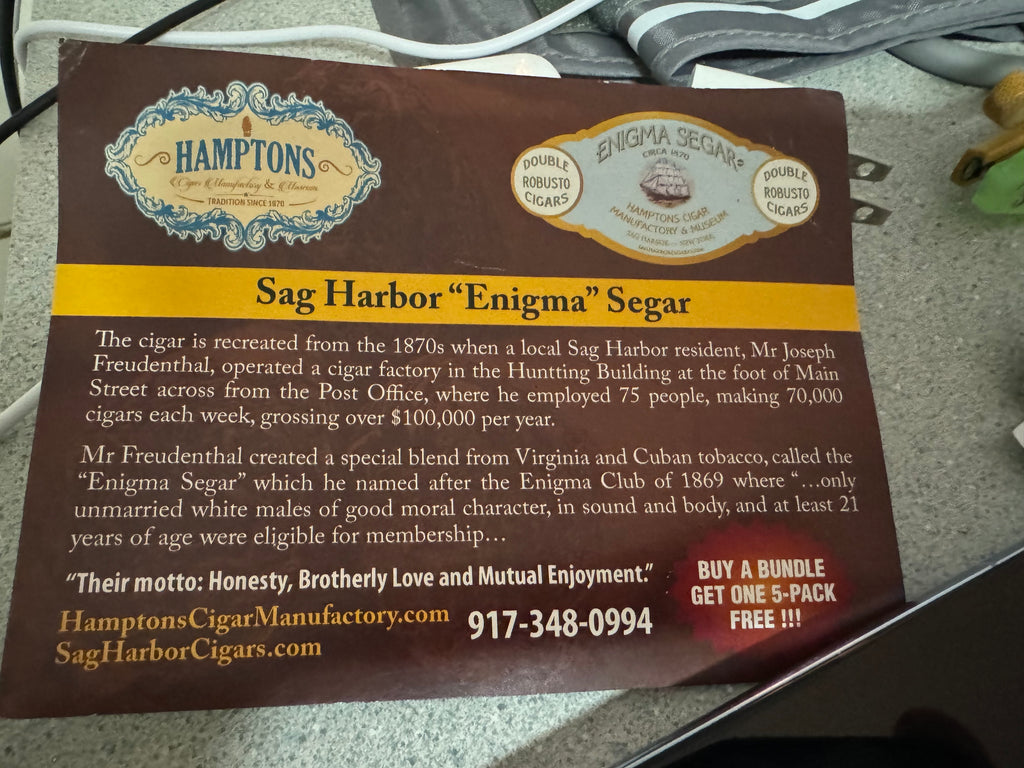 HAMPTONS
Cigars Manufactory & Museum
TRADITION SINCE 1870
DOUBLE
ROBUSTO
CIGARS
ENIGMA SEGAR
CIRCA 1870
HAMPTONS CIGAR
MANUFACTORY & MUSEUM
SAG HARBOR NEW YORK
DOUBLE
ROBUSTO
CIGARS
Sag Harbor “Enigma” Segar
The cigar is recreated from the 1870s when a local Sag Harbor resident, Mr Joseph
Freudenthal, operated a cigar factory in the Huntting Building at the foot of Main
Street across from the Post Office, where he employed 75 people, making 70,000
cigars each week, grossing over $100,000 per year.
Mr Freudenthal created a special blend from Virginia and Cuban tobacco, called the
“Enigma Segar” which he named after the Enigma Club of 1869 where “…only
unmarried white males of good moral character, in sound and body, and at least 21
years of age were eligible for membership…
“Their motto: Honesty, Brotherly Love and Mutual Enjoyment.”
HamptonsCigarManufactory.com
SagHarborCigars.com
917-348-0994
BUY A BUNDLE
GET ONE 5-PACK
FREE !!!